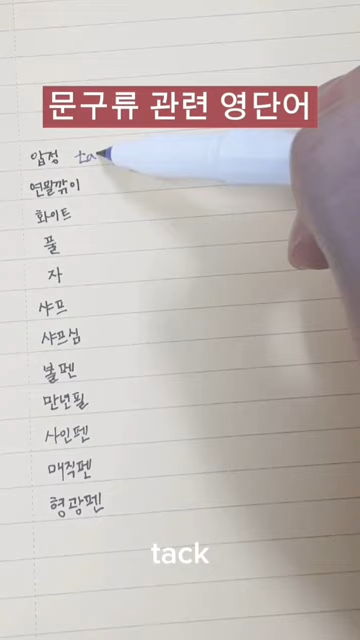 문구류 관련 영단어
압정 ta
연필깎이
화이트
풀
자
샤프
샤프심
볼펜
만년필
사인펜
매직펜
형광펜
tack